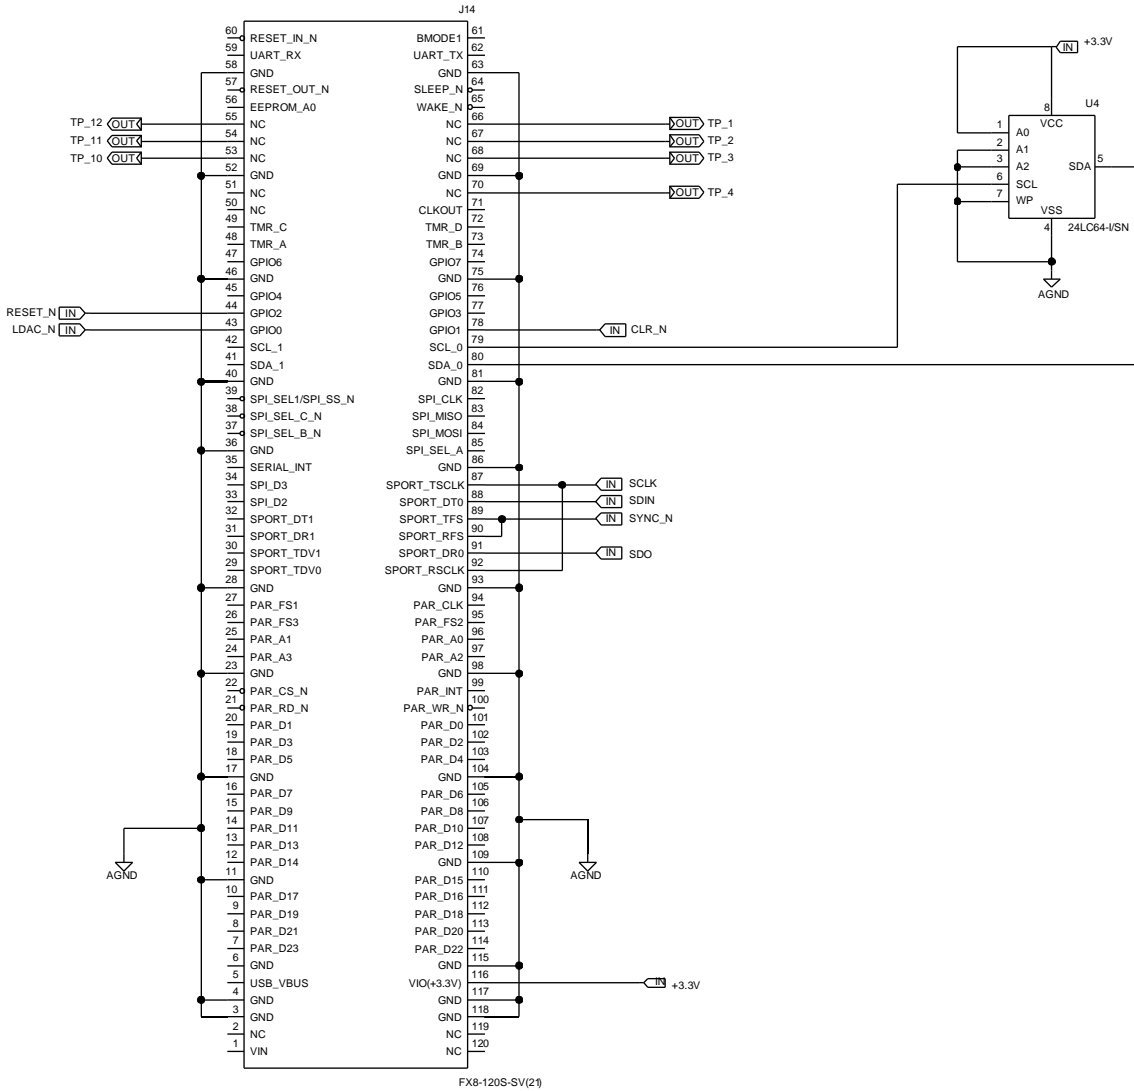 J14
60 RESET_IN_N BMODE1 61
59 UART_RX UART_TX 62
58 GND GND 63
57 RESET_OUT_N SLEEP_N 64
56 EEPROM_A0 WAKE_N 65
TP_12 OUT 55 NC NC 66 OUT TP_1
TP_11 OUT 54 NC NC 67 OUT TP_2
TP_10 OUT 53 NC NC 68 OUT TP_3
52 GND GND 69
51 NC NC 70 OUT TP_4
50 NC CLKOUT 71
49 TMR_C TMR_D 72
48 TMR_A TMR_B 73
47 GPIO6 GPIO7 74
46 GND GND 75
45 GPIO4 GPIO5 76
RESET_N IN 44 GPIO2 GPIO3 77
LDAC_N IN 43 GPIO0 GPIO1 78 IN CLR_N
42 SCL_1 SCL_0 79
41 SDA_1 SDA_0 80
40 GND GND 81
39 SPI_SEL1/SPI_SS_N SPI_CLK 82
38 SPI_SEL_C_N SPI_MISO 83
37 SPI_SEL_B_N SPI_MOSI 84
36 GND SPI_SEL_A 85
35 SERIAL_INT GND 86
34 SPI_D3 SPORT_TSCLK 87 IN SCLK
33 SPI_D2 SPORT_DT0 88 IN SDIN
32 SPORT_DT1 SPORT_TFS 89 IN SYNC_N
31 SPORT_DR1 SPORT_RFS 90
30 SPORT_TDV1 SPORT_DR0 91 IN SDO
29 SPORT_TDV0 SPORT_RSCLK 92
28 GND GND 93
27 PAR_FS1 PAR_CLK 94
26 PAR_FS3 PAR_FS2 95
25 PAR_A1 PAR_A0 96
24 PAR_A3 PAR_A2 97
23 GND GND 98
22 PAR_CS_N PAR_INT 99
21 PAR_RD_N PAR_WR_N 100
20 PAR_D1 PAR_D0 101
19 PAR_D3 PAR_D2 102
18 PAR_D5 PAR_D4 103
17 GND GND 104
16 PAR_D7 PAR_D6 105
15 PAR_D9 PAR_D8 106
14 PAR_D11 PAR_D10 107
13 PAR_D13 PAR_D12 108
12 PAR_D14 GND 109
11 GND PAR_D15 110
AGND
AGND
10 PAR_D17 PAR_D16 111
9 PAR_D19 PAR_D18 112
8 PAR_D21 PAR_D20 113
7 PAR_D23 PAR_D22 114
6 GND GND 115
5 USB_VBUS VIO(+3.3V) 116 IN +3.3V
4 GND GND 117
3 GND GND 118
2 NC NC 119
1 VIN NC 120
FX8-120S-SV(21)
IN +3.3V
U4
8
VCC
1 A0
2 A1
3 A2 SDA 5
6 SCL
7 WP
VSS
4 24LC64-I/SN
AGND